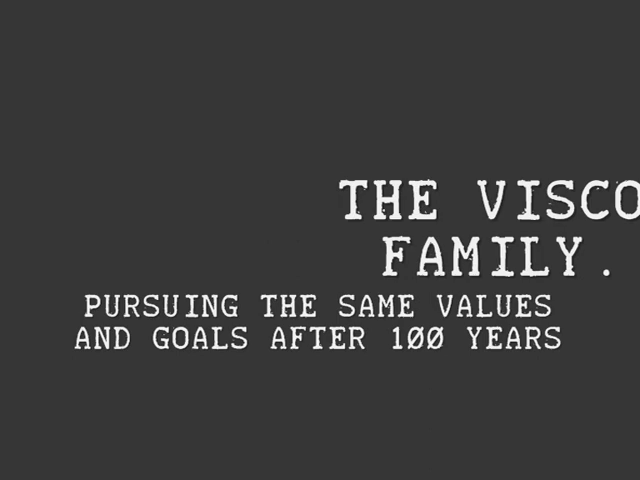 THE VISCO
FAMILY.
PURSUING THE SAME VALUES
AND GOALS AFTER 100 YEARS